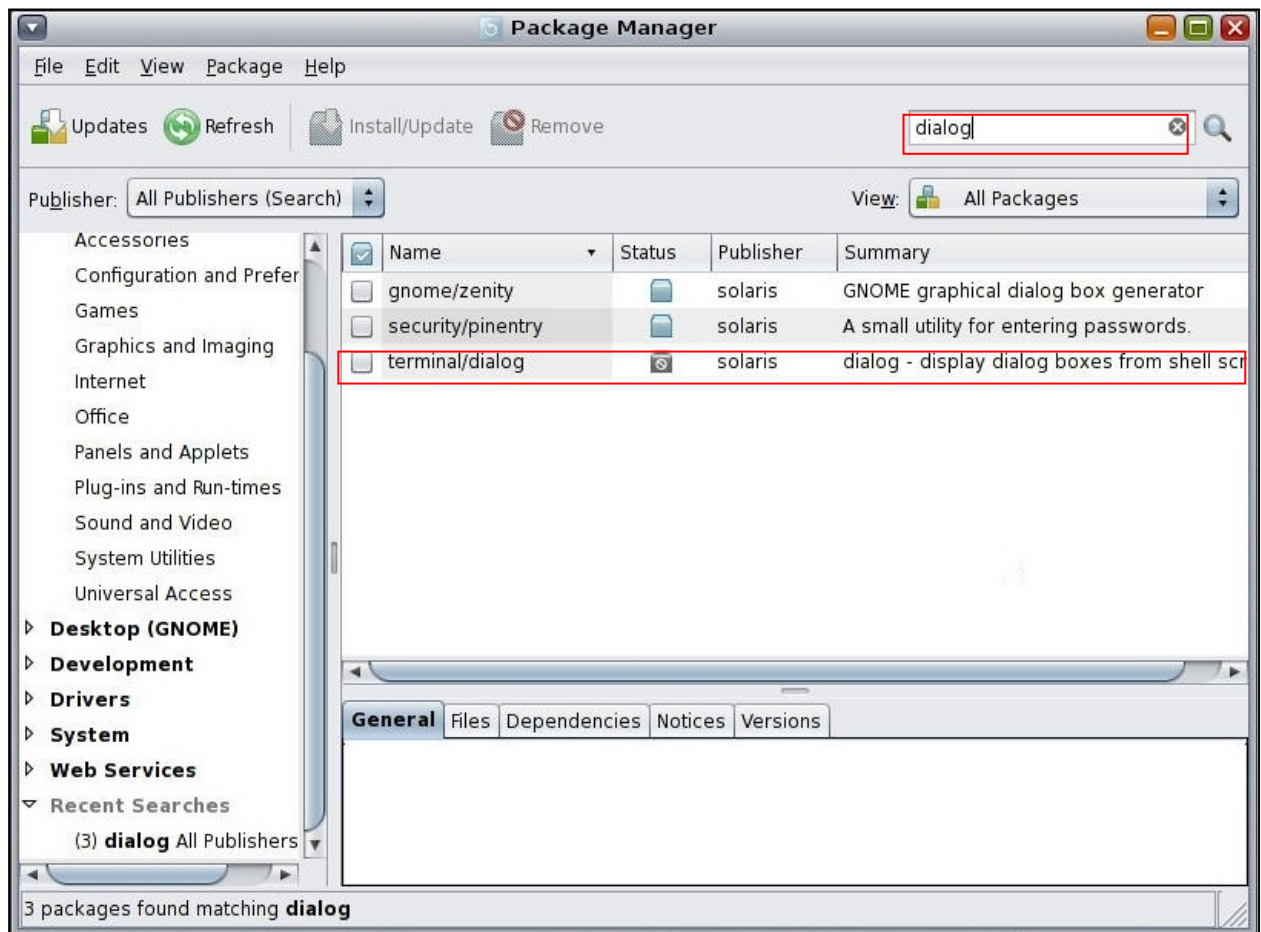 Package Manager
File Edit View Package Help
Updates Refresh Install/Update Remove dialog
Publisher: All Publishers (Search) View: All Packages
Accessories
Configuration and Prefer
Games
Graphics and Imaging
Internet
Office
Panels and Applets
Plug-ins and Run-times
Sound and Video
System Utilities
Universal Access
Desktop (GNOME)
Development
Drivers
System
Web Services
Recent Searches
(3) dialog All Publishers
Name Status Publisher Summary
gnome/zenity solaris GNOME graphical dialog box generator
security/pinentry solaris A small utility for entering passwords.
terminal/dialog solaris dialog - display dialog boxes from shell scr
General Files Dependencies Notices Versions
3 packages found matching dialog